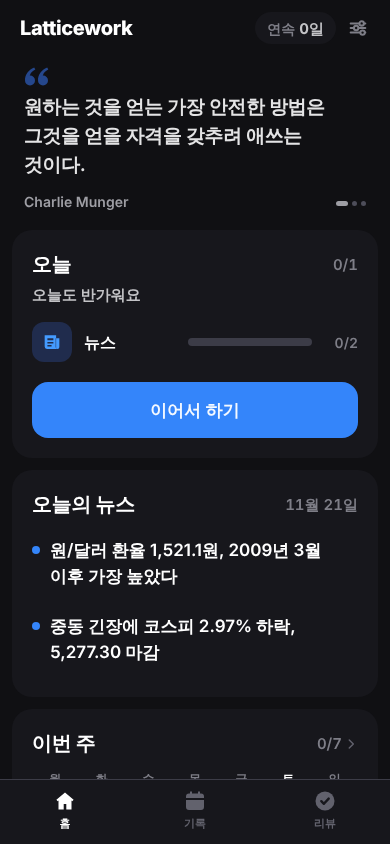 Latticework
연속 0일
원하는 것을 얻는 가장 안전한 방법은
그것을 얻을 자격을 갖추려 애쓰는
것이다.
Charlie Munger
오늘 0/1
오늘도 반가워요
뉴스 0/2
이어서 하기
오늘의 뉴스 11월 21일
원/달러 환율 1,521.1원, 2009년 3월
이후 가장 높았다
중동 긴장에 코스피 2.97% 하락,
5,277.30 마감
이번 주 0/7
월 화 수 목 금 토 일
홈 기록 리뷰